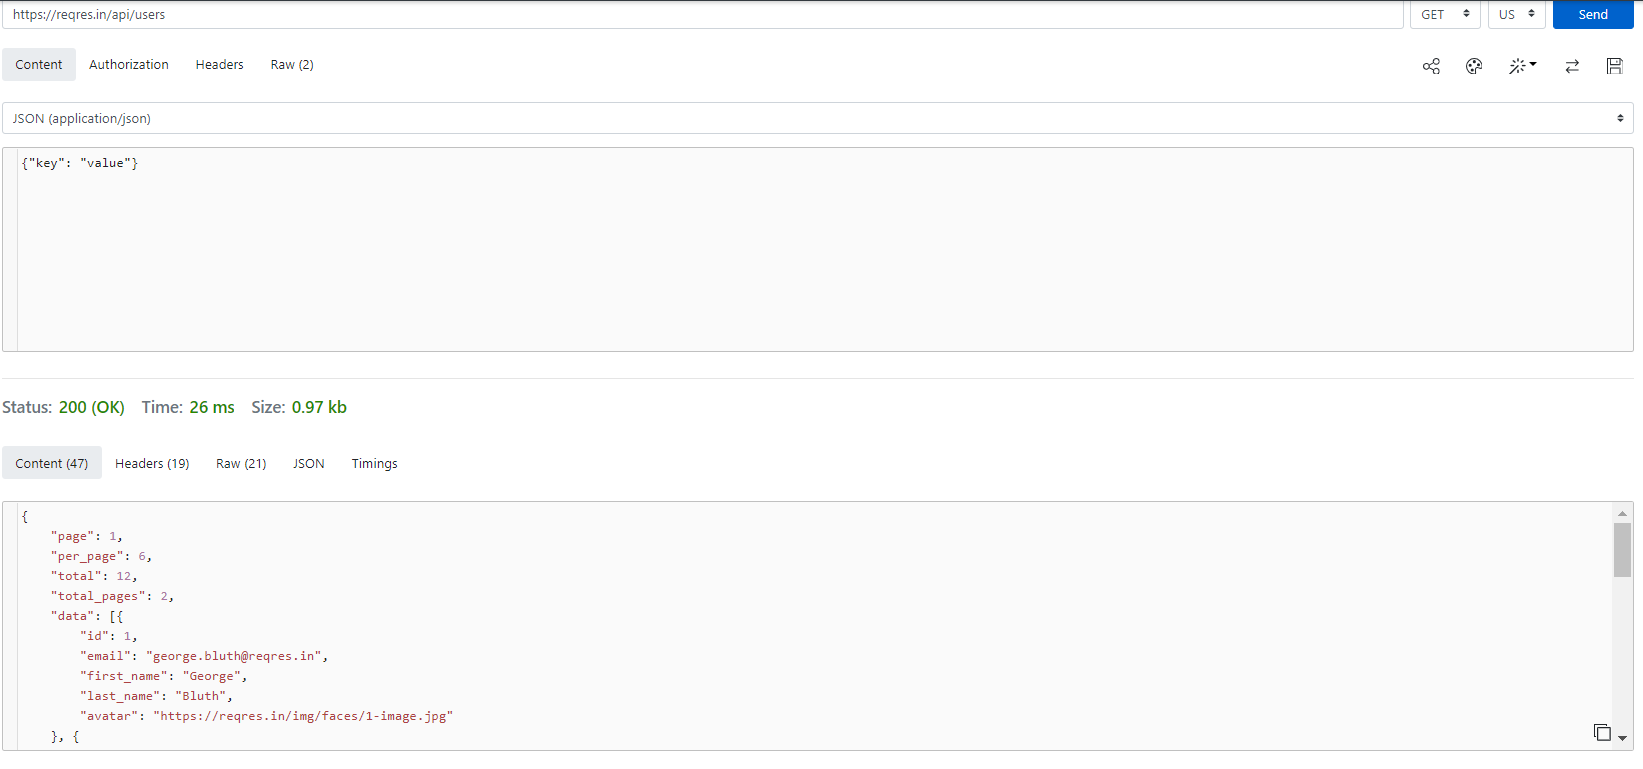 https://reqres.in/api/users GET US Send
Content Authorization Headers Raw (2)
JSON (application/json)
{"key": "value"}
Status: 200 (OK) Time: 26 ms Size: 0.97 kb
Content (47) Headers (19) Raw (21) JSON Timings
{
    "page": 1,
    "per_page": 6,
    "total": 12,
    "total_pages": 2,
    "data": [{
        "id": 1,
        "email": "george.bluth@reqres.in",
        "first_name": "George",
        "last_name": "Bluth",
        "avatar": "https://reqres.in/img/faces/1-image.jpg"
    }, {